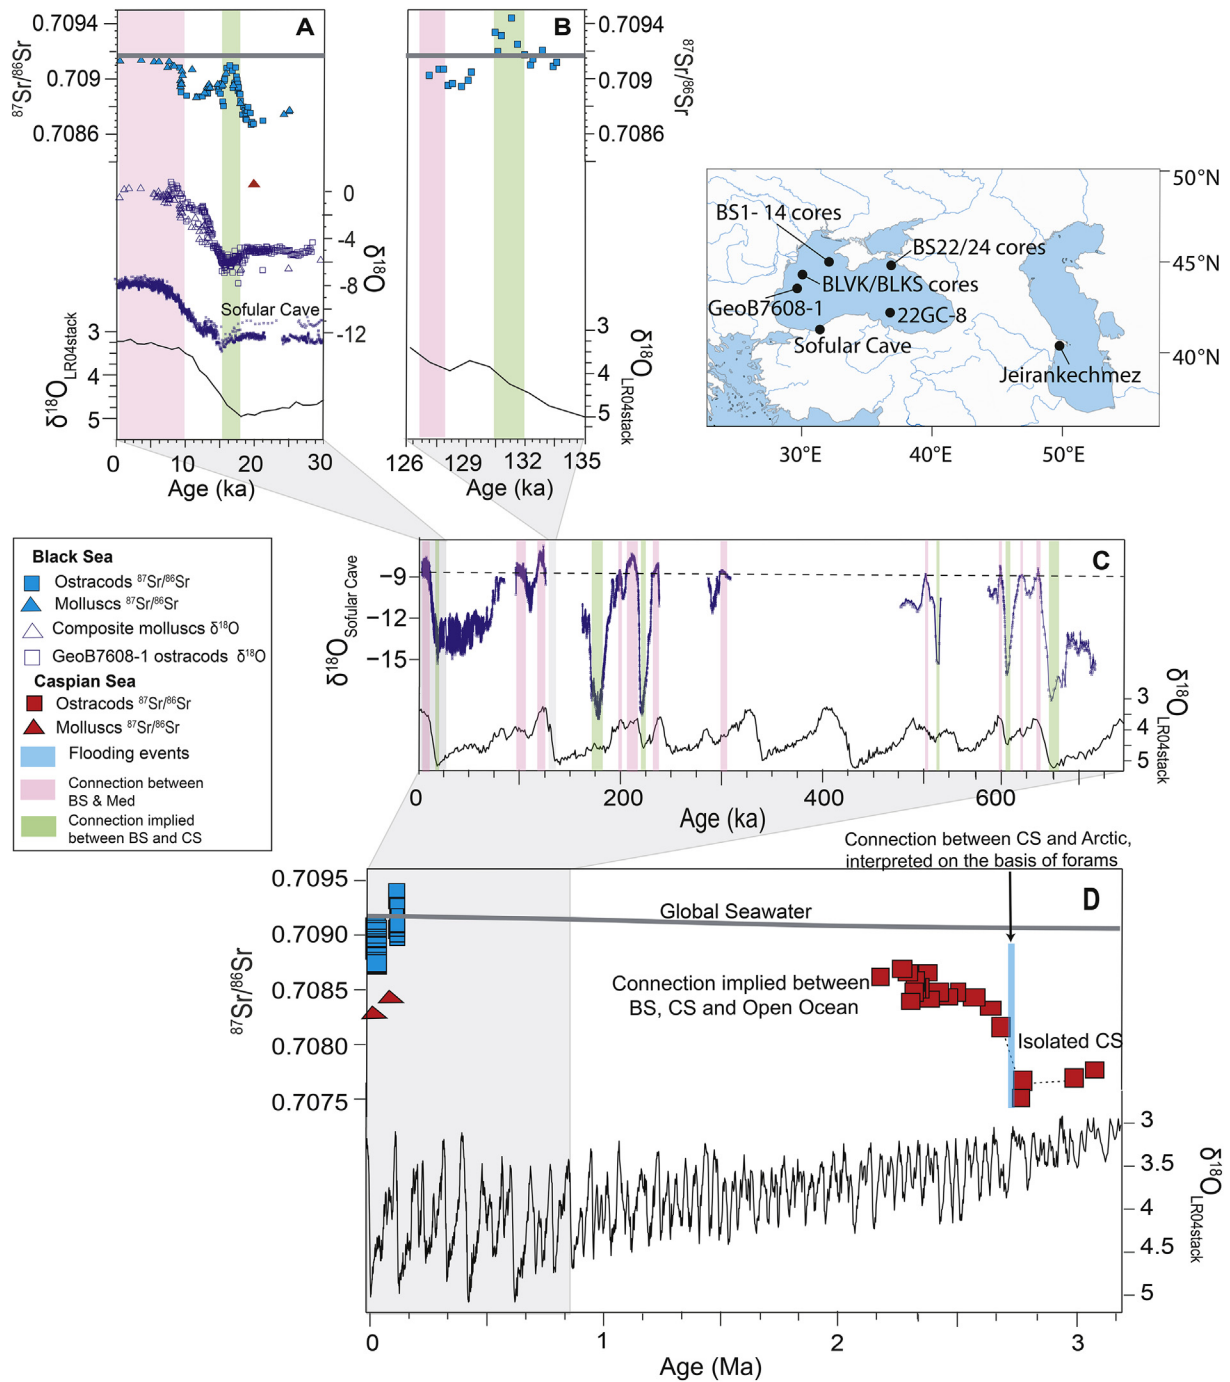 A
0.7094
0.709
0.7086
87Sr/86Sr
0
-4
-8
-12
δ18O
Sofular Cave
3
4
5
δ18OLR04stack
0
10
20
30
Age (ka)
B
0.7094
0.709
0.7086
87Sr/86Sr
3
4
5
δ18OLR04stack
126
129
132
135
Age (ka)
50°N
45°N
40°N
30°E
40°E
50°E
BS1- 14 cores
BS22/24 cores
BLVK/BLKS cores
GeoB7608-1
22GC-8
Sofular Cave
Jeirankechmez
Black Sea
Ostracods 87Sr/86Sr
Molluscs 87Sr/86Sr
Composite molluscs δ18O
GeoB7608-1 ostracods δ18O
Caspian Sea
Ostracods 87Sr/86Sr
Molluscs 87Sr/86Sr
Flooding events
Connection between
BS & Med
Connection implied
between BS and CS
C
δ18OSofular Cave
−9
−12
−15
3
4
5
δ18OLR04stack
0
200
400
600
Age (ka)
Connection between CS and Arctic,
interpreted on the basis of forams
D
0.7095
0.7090
0.7085
0.7080
0.7075
87Sr/86Sr
Global Seawater
Connection implied between
BS, CS and Open Ocean
Isolated CS
3
3.5
4
4.5
5
δ18OLR04stack
0
1
2
3
Age (Ma)